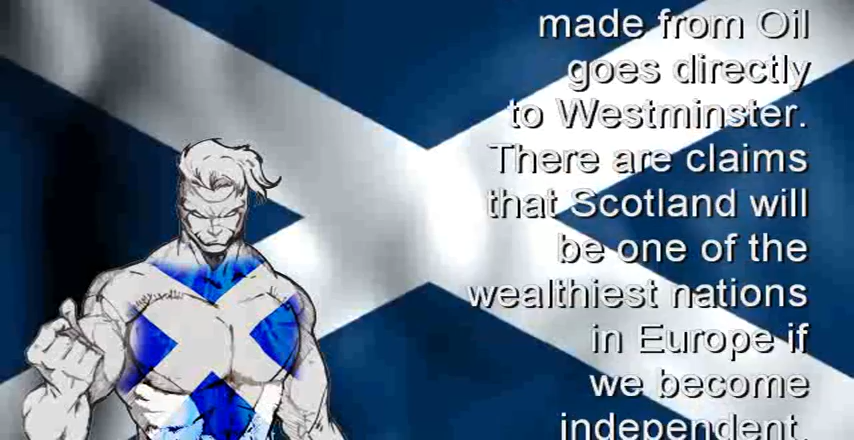 made from Oil
goes directly
to Westminster.
There are claims
that Scotland will
be one of the
wealthiest nations
in Europe if
we become
independent.